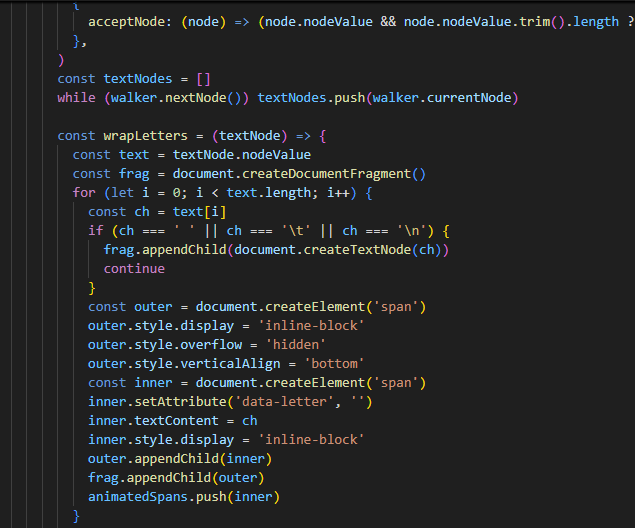 {
acceptNode: (node) => (node.nodeValue && node.nodeValue.trim().length ?
},
)
const textNodes = []
while (walker.nextNode()) textNodes.push(walker.currentNode)
const wrapLetters = (textNode) => {
const text = textNode.nodeValue
const frag = document.createDocumentFragment()
for (let i = 0; i < text.length; i++) {
const ch = text[i]
if (ch === ' ' || ch === '\t' || ch === '\n') {
frag.appendChild(document.createTextNode(ch))
continue
}
const outer = document.createElement('span')
outer.style.display = 'inline-block'
outer.style.overflow = 'hidden'
outer.style.verticalAlign = 'bottom'
const inner = document.createElement('span')
inner.setAttribute('data-letter', '')
inner.textContent = ch
inner.style.display = 'inline-block'
outer.appendChild(inner)
frag.appendChild(outer)
animatedSpans.push(inner)
}